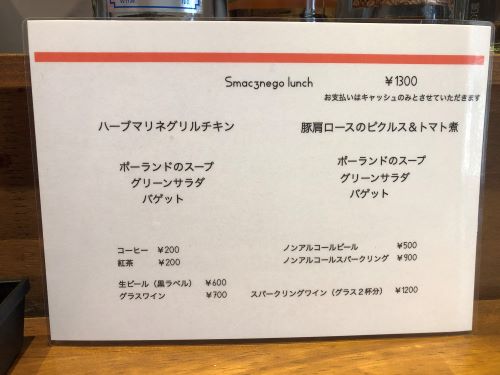 Smacznego lunch ¥1300
お支払いはキャッシュのみとさせていただきます
ハーブマリネグリルチキン
ポーランドのスープ
グリーンサラダ
バゲット
豚肩ロースのピクルス＆トマト煮
ポーランドのスープ
グリーンサラダ
バゲット
コーヒー ¥200
紅茶 ¥200
生ビール（黒ラベル） ¥600
グラスワイン ¥700
ノンアルコールビール ¥500
ノンアルコールスパークリング ¥900
スパークリングワイン（グラス２杯分） ¥1200